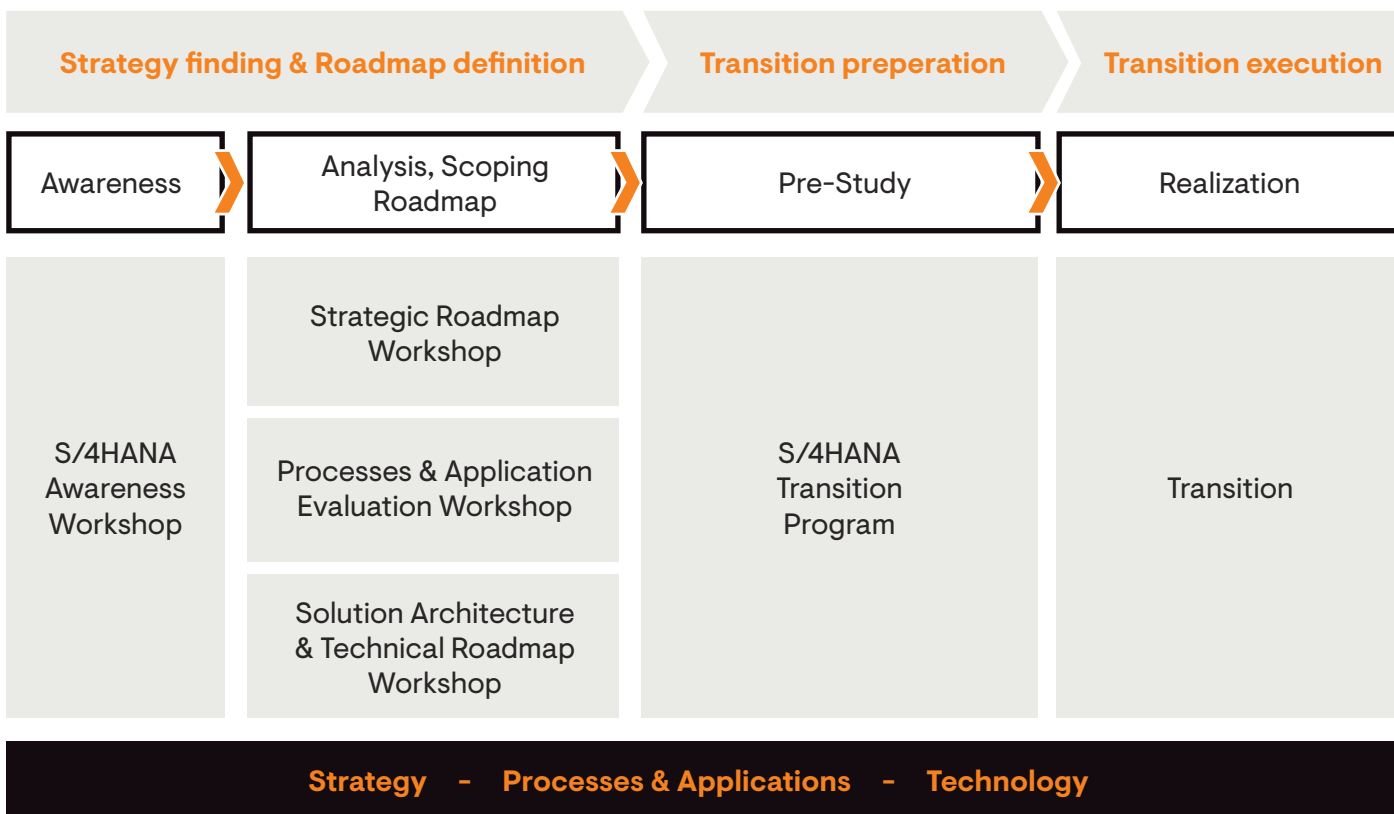 Strategy finding & Roadmap definition
Transition preperation
Transition execution
Awareness
Analysis, Scoping
Roadmap
Pre-Study
Realization
S/4HANA
Awareness
Workshop
Strategic Roadmap
Workshop
Processes & Application
Evaluation Workshop
Solution Architecture
& Technical Roadmap
Workshop
S/4HANA
Transition
Program
Transition
Strategy - Processes & Applications - Technology